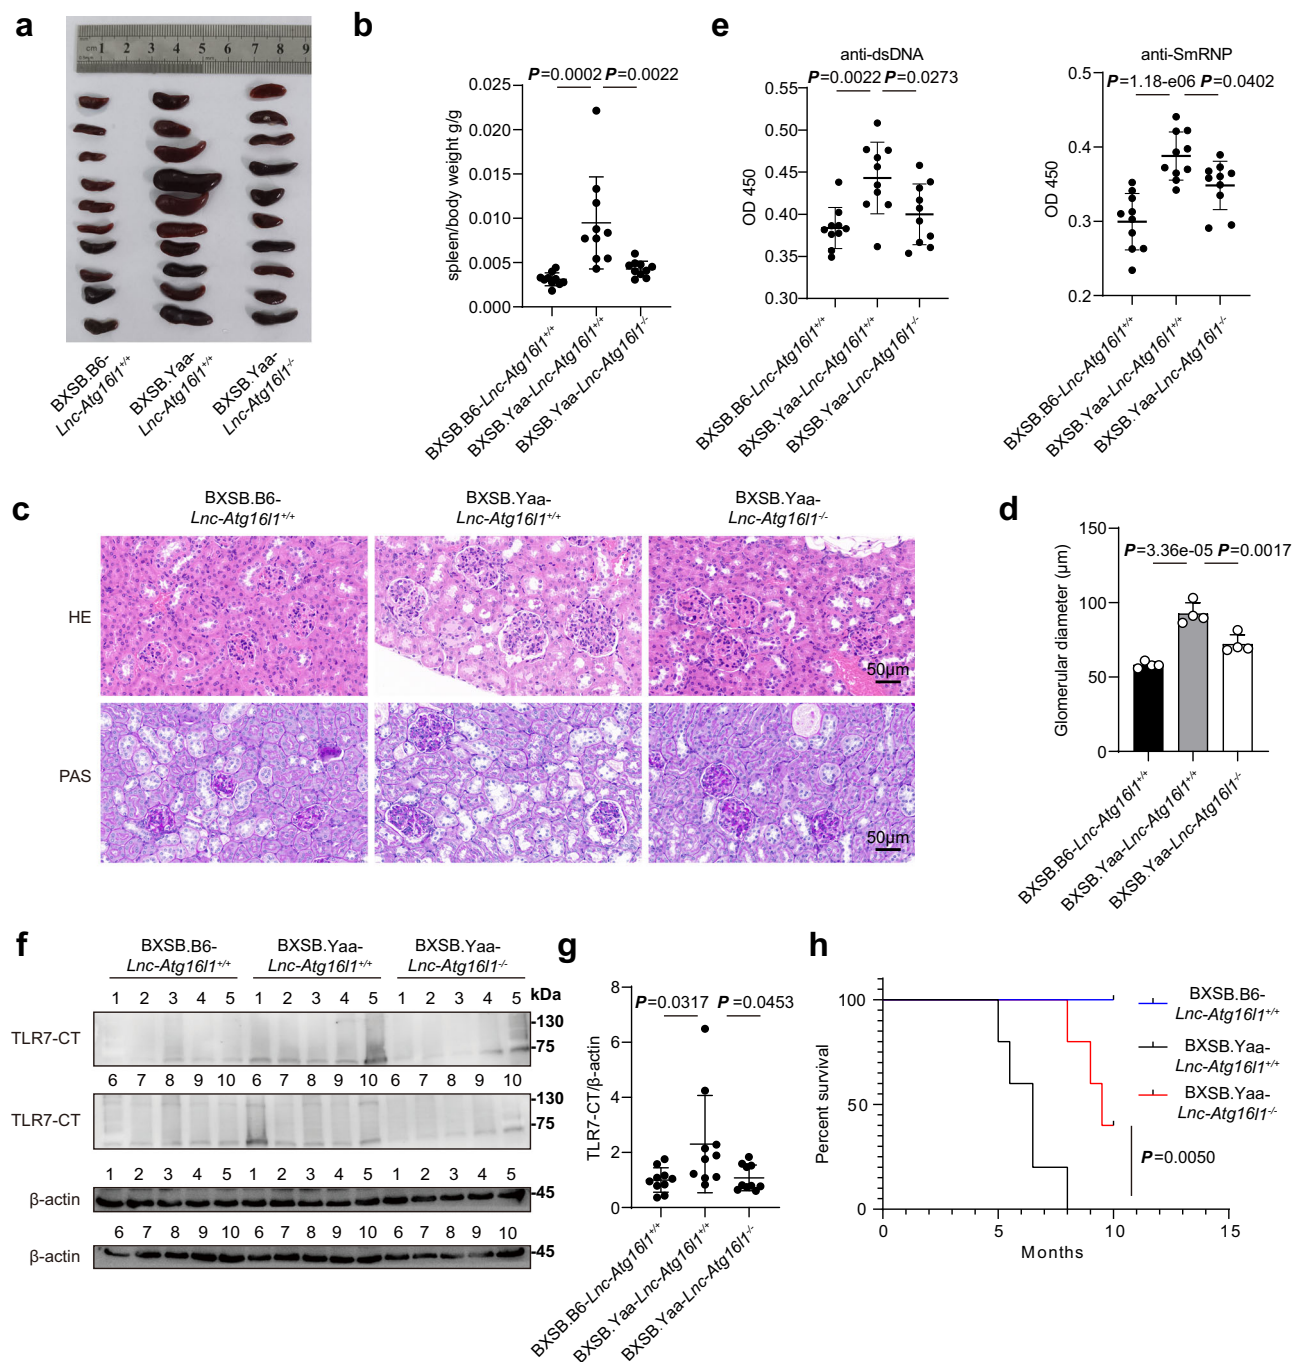 a
cm 1 2 3 4 5 6 7 8 9
BXSB.B6-
Lnc-Atg16l1+/+
BXSB.Yaa-
Lnc-Atg16l1+/+
BXSB.Yaa-
Lnc-Atg16l1-/-
b
P=0.0002 P=0.0022
spleen/body weight g/g
0.025
0.020
0.015
0.010
0.005
0.000
BXSB.B6-Lnc-Atg16l1+/+
BXSB.Yaa-Lnc-Atg16l1+/+
BXSB.Yaa-Lnc-Atg16l1-/-
e
anti-dsDNA
P=0.0022 P=0.0273
OD 450
0.55
0.50
0.45
0.40
0.35
0.30
BXSB.B6-Lnc-Atg16l1+/+
BXSB.Yaa-Lnc-Atg16l1+/+
BXSB.Yaa-Lnc-Atg16l1-/-
anti-SmRNP
P=1.18-e06 P=0.0402
OD 450
0.5
0.4
0.3
0.2
BXSB.B6-Lnc-Atg16l1+/+
BXSB.Yaa-Lnc-Atg16l1+/+
BXSB.Yaa-Lnc-Atg16l1-/-
c
BXSB.B6-
Lnc-Atg16l1+/+
BXSB.Yaa-
Lnc-Atg16l1+/+
BXSB.Yaa-
Lnc-Atg16l1-/-
HE
50μm
PAS
50μm
d
Glomerular diameter (μm)
P=3.36e-05 P=0.0017
150
100
50
0
BXSB.B6-Lnc-Atg16l1+/+
BXSB.Yaa-Lnc-Atg16l1+/+
BXSB.Yaa-Lnc-Atg16l1-/-
f
BXSB.B6-
Lnc-Atg16l1+/+
BXSB.Yaa-
Lnc-Atg16l1+/+
BXSB.Yaa-
Lnc-Atg16l1-/-
1 2 3 4 5 1 2 3 4 5 1 2 3 4 5 kDa
TLR7-CT
-130
-75
6 7 8 9 10 6 7 8 9 10 6 7 8 9 10
TLR7-CT
-130
-75
1 2 3 4 5 1 2 3 4 5 1 2 3 4 5
β-actin -45
6 7 8 9 10 6 7 8 9 10 6 7 8 9 10
β-actin -45
g
P=0.0317 P=0.0453
TLR7-CT/β-actin
8
6
4
2
0
BXSB.B6-Lnc-Atg16l1+/+
BXSB.Yaa-Lnc-Atg16l1+/+
BXSB.Yaa-Lnc-Atg16l1-/-
h
Percent survival
100
50
0
0 5 10 15
Months
BXSB.B6-
Lnc-Atg16l1+/+
BXSB.Yaa-
Lnc-Atg16l1+/+
BXSB.Yaa-
Lnc-Atg16l1-/-
P=0.0050